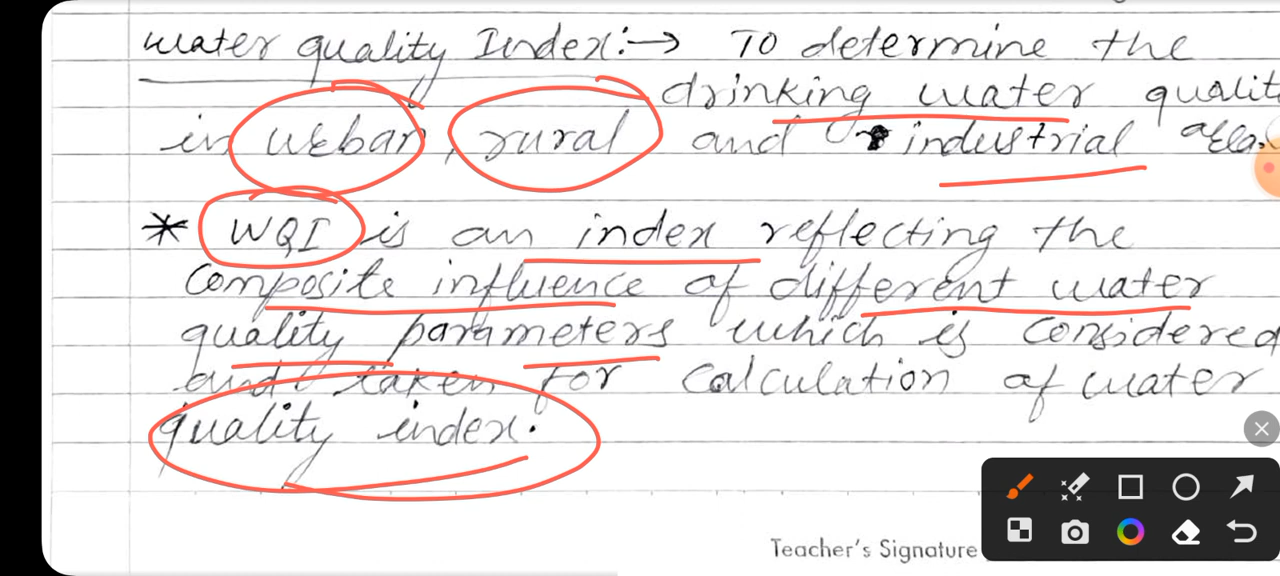 water quality Index:→ To determine the
drinking water qualit
in urban, rural and industrial area.
* WQI is an index reflecting the
Composite influence of different water
quality parameters which is considered
and taken for calculation of water
quality index.
Teacher's Signature